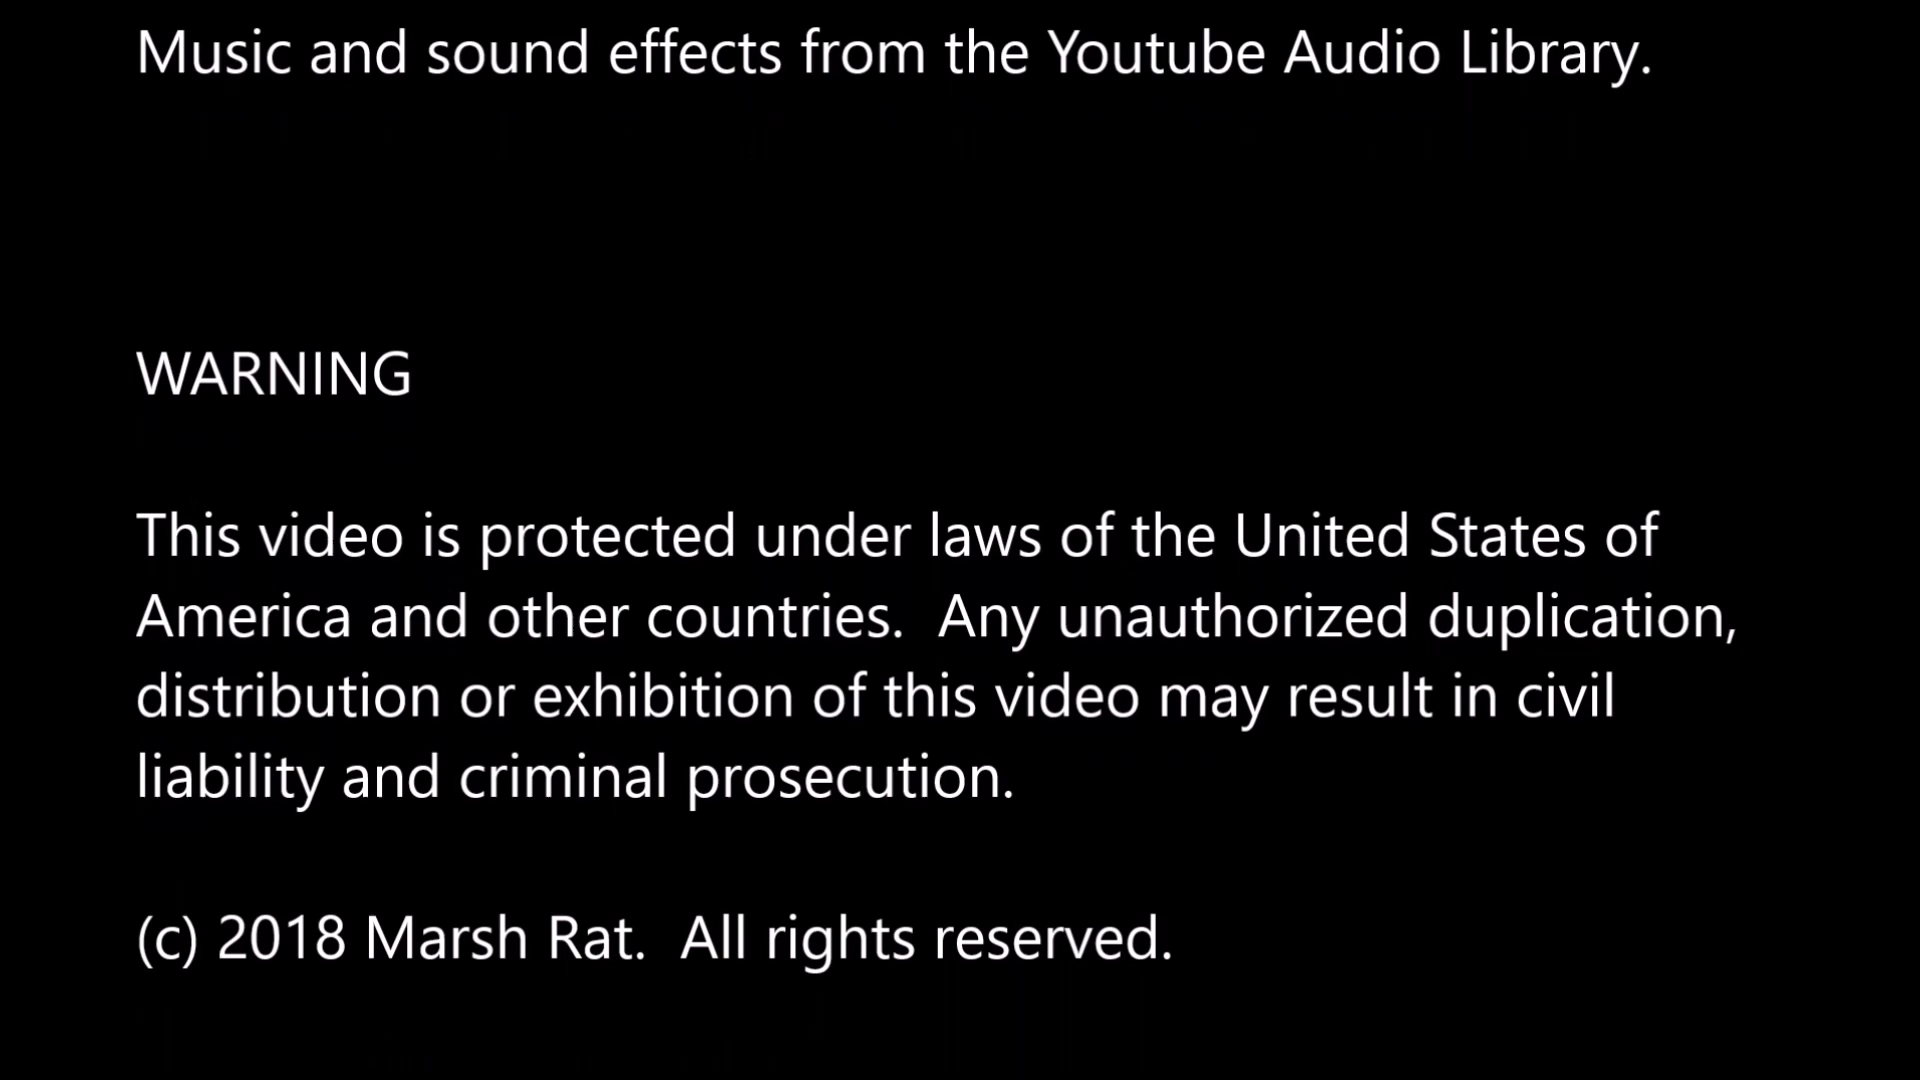 Music and sound effects from the Youtube Audio Library.
WARNING
This video is protected under laws of the United States of
America and other countries.  Any unauthorized duplication,
distribution or exhibition of this video may result in civil
liability and criminal prosecution.
(c) 2018 Marsh Rat.  All rights reserved.